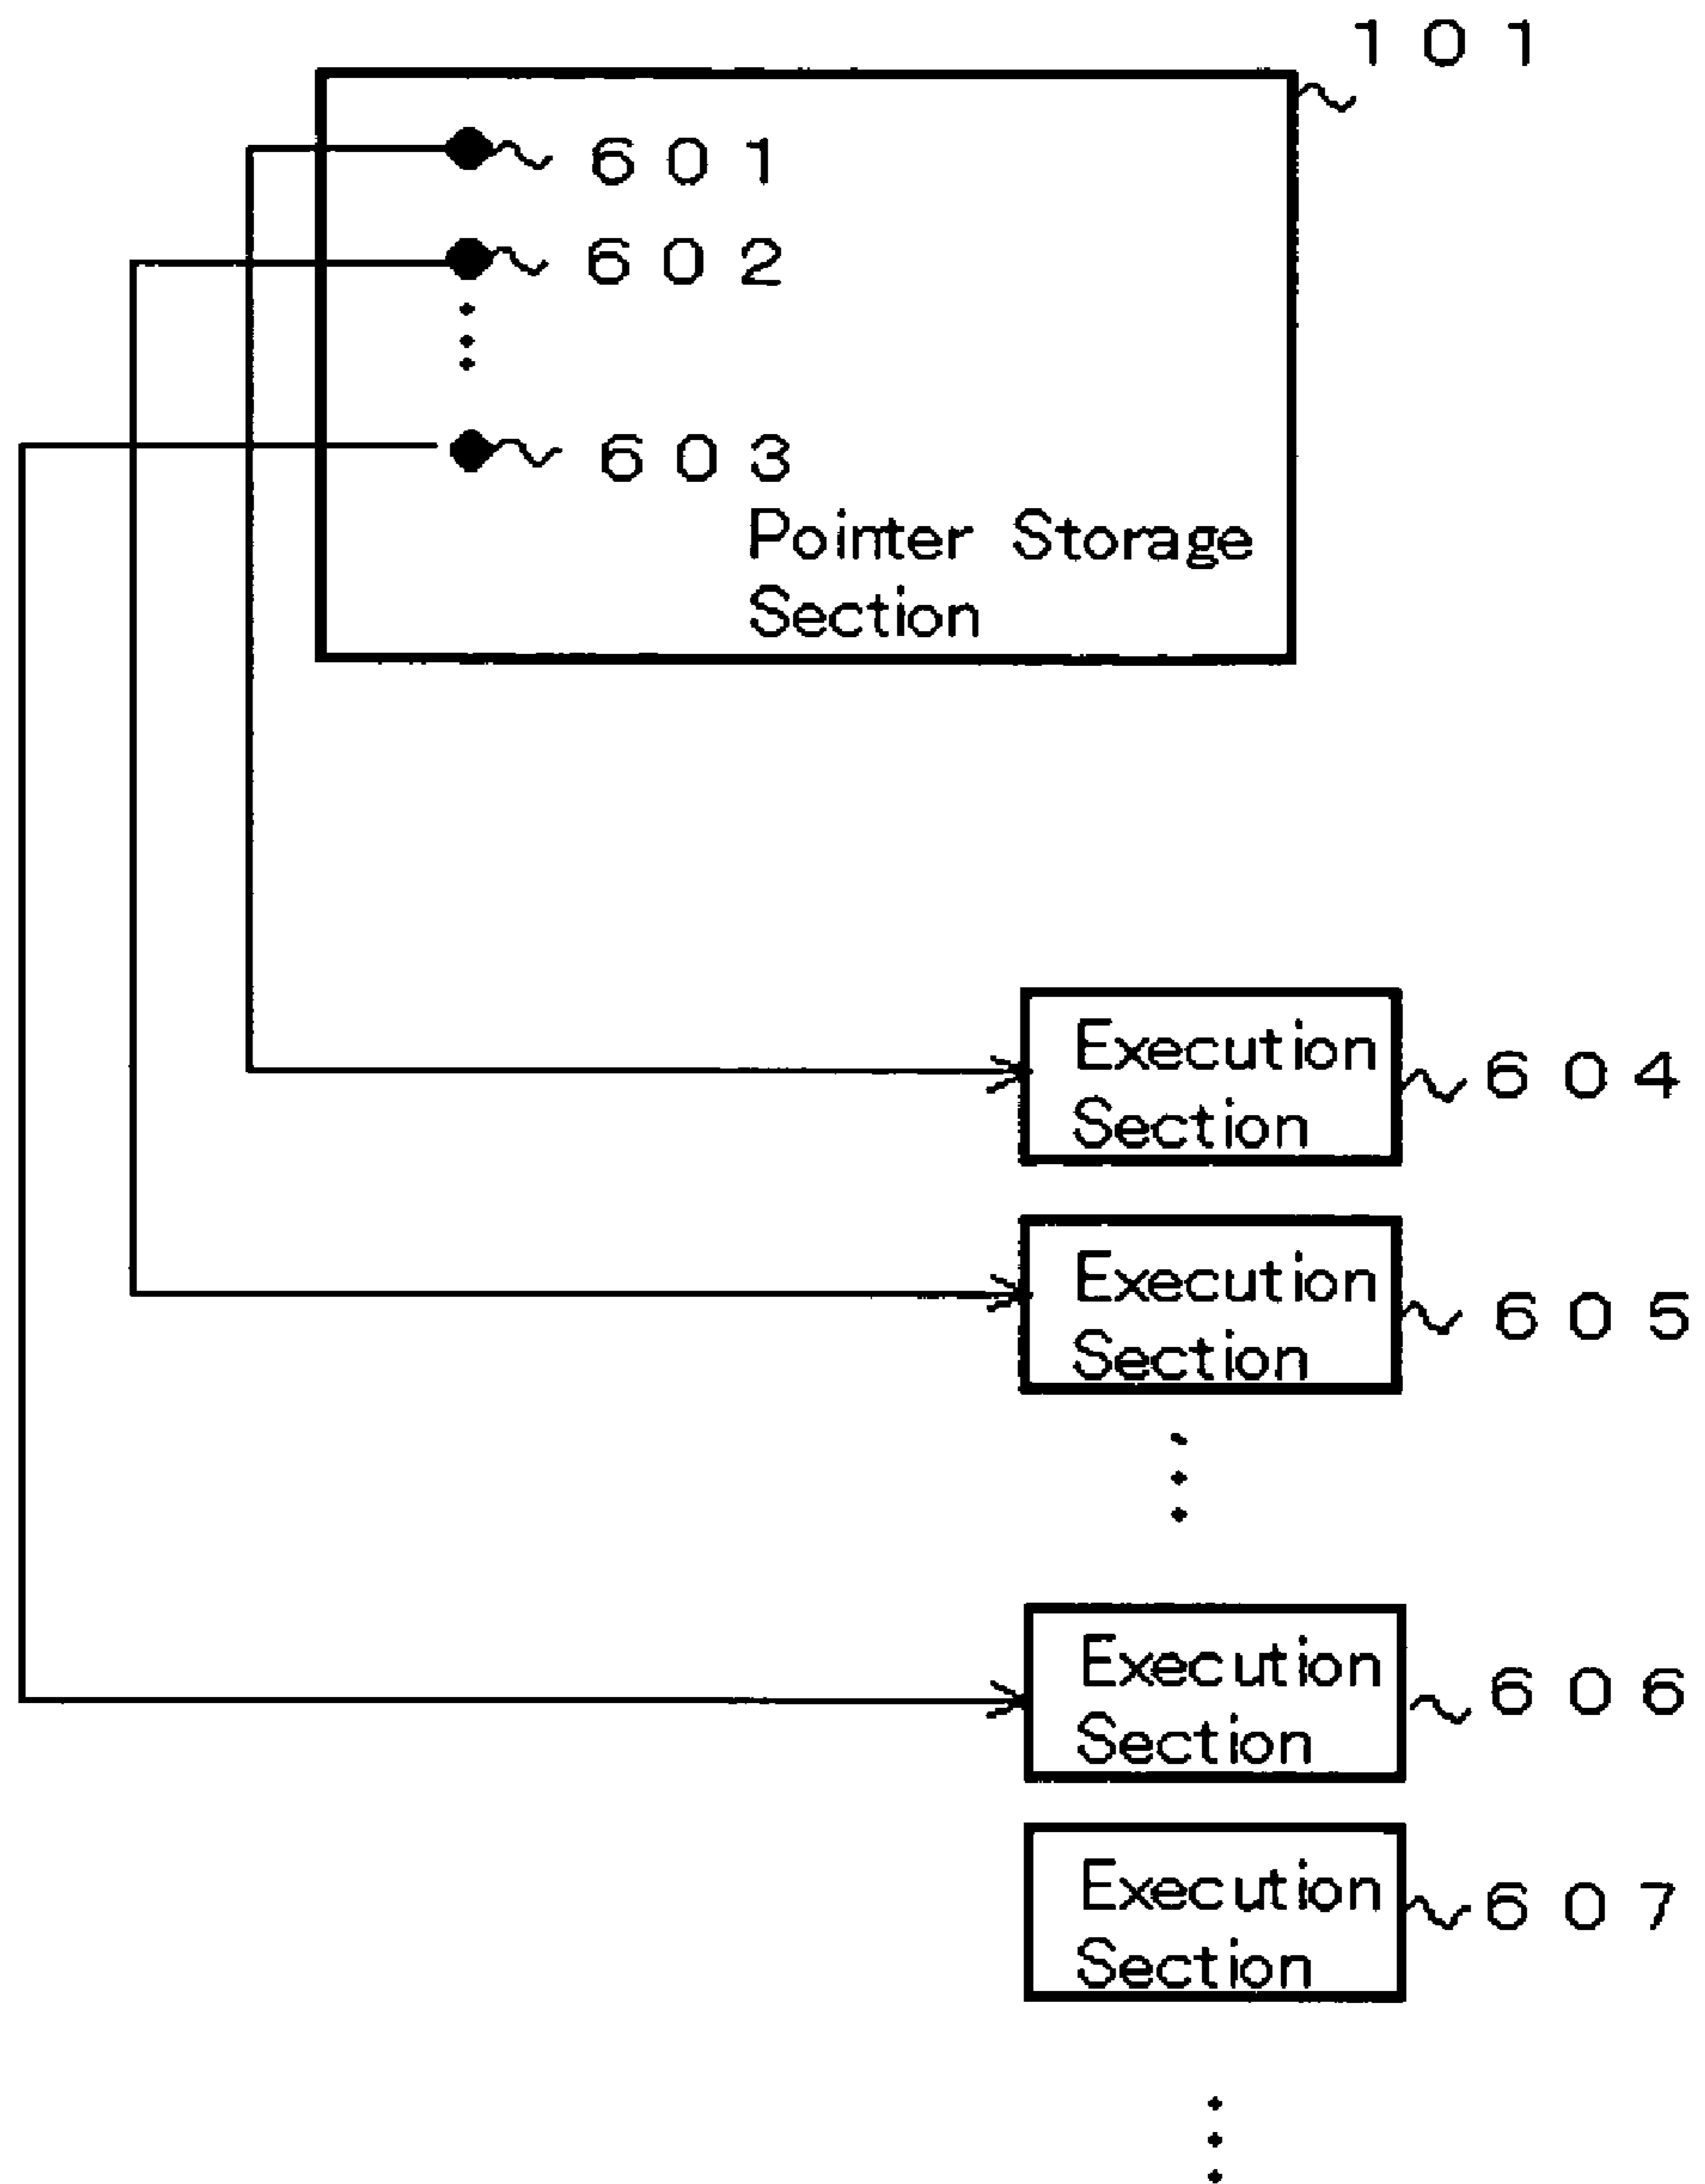 101
601
602
603
Pointer Storage
Section
Execution
Section
604
Execution
Section
605
Execution
Section
606
Execution
Section
607